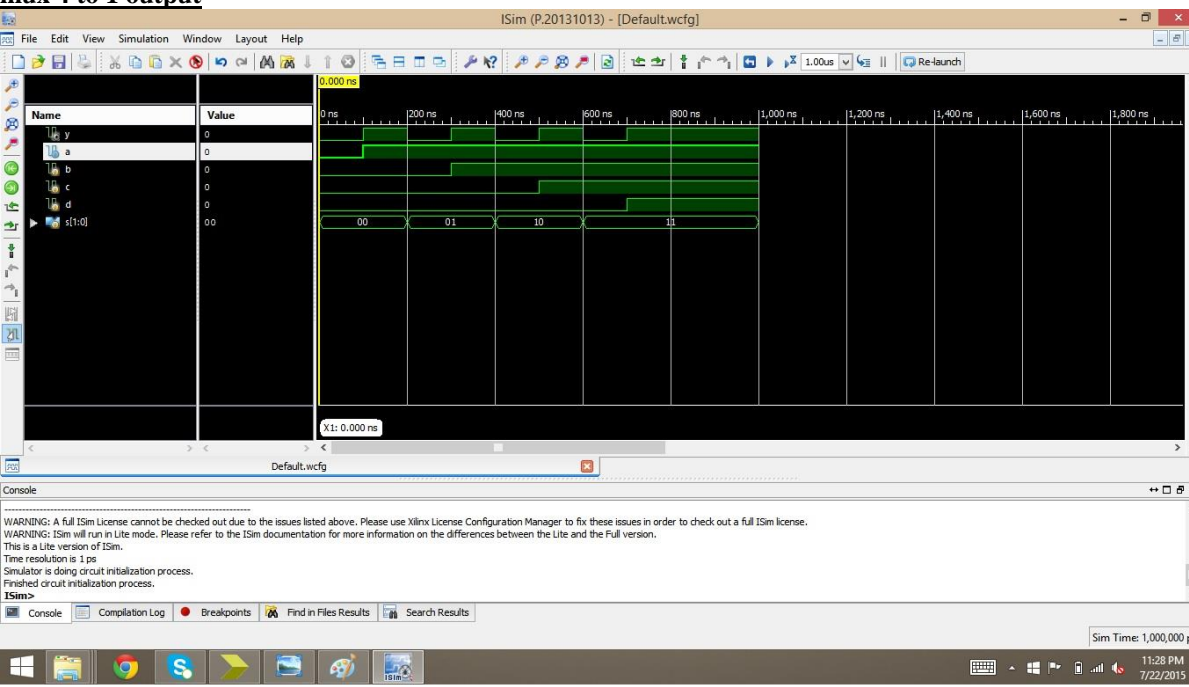 mux 4 to 1 output
ISim (P.20131013) - [Default.wcfg]
File Edit View Simulation Window Layout Help
1.00us Re-launch
0.000 ns
Name Value
0 ns 200 ns 400 ns 600 ns 800 ns 1,000 ns 1,200 ns 1,400 ns 1,600 ns 1,800 ns
y 0
a 0
b 0
c 0
d 0
s[1:0] 00 00 01 10 11
X1: 0.000 ns
Default.wcfg
Console
WARNING: A full ISim License cannot be checked out due to the issues listed above. Please use Xilinx License Configuration Manager to fix these issues in order to check out a full ISim license.
WARNING: ISim will run in Lite mode. Please refer to the ISim documentation for more information on the differences between the Lite and the Full version.
This is a Lite version of ISim.
Time resolution is 1 ps
Simulator is doing circuit initialization process.
Finished circuit initialization process.
ISim>
Console Compilation Log Breakpoints Find in Files Results Search Results
Sim Time: 1,000,000 p
ISim
11:28 PM
7/22/2015